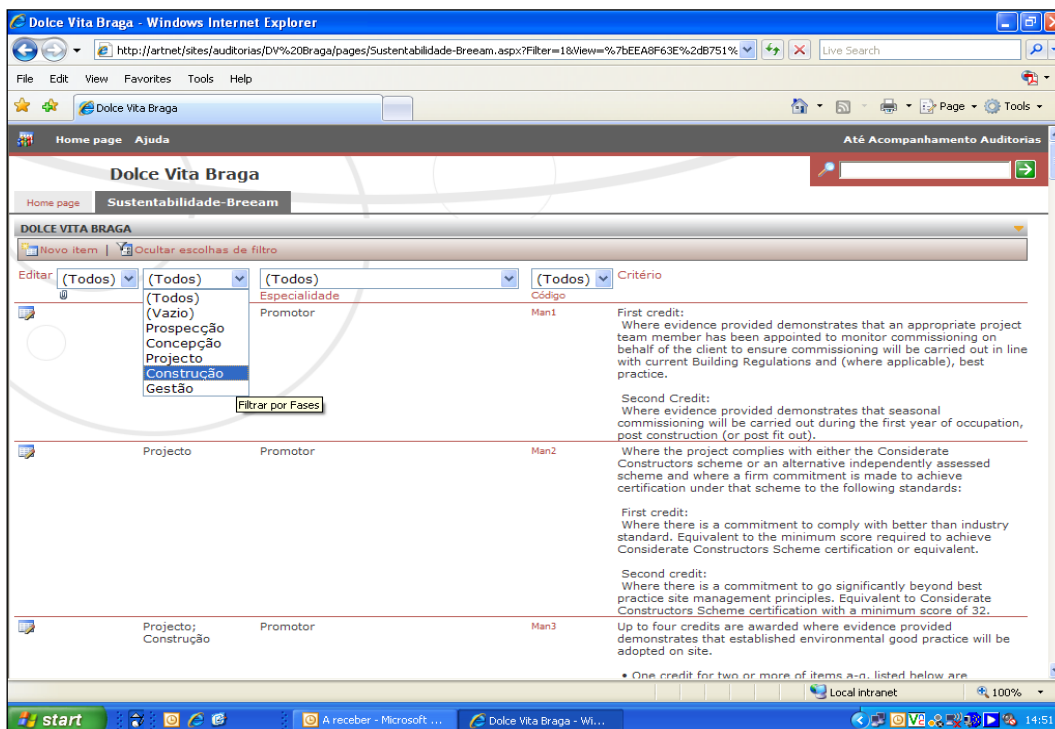 Dolce Vita Braga - Windows Internet Explorer
http://artnet/sites/auditorias/DV%20Braga/pages/Sustentabilidade-Breeam.aspx?Filter=1&View=%7bEEA8F63E%2dB751%
Live Search
File Edit View Favorites Tools Help
Dolce Vita Braga
Page Tools
Home page Ajuda
Até Acompanhamento Auditorias
Dolce Vita Braga
Home page Sustentabilidade-Breeam
DOLCE VITA BRAGA
Novo item | Ocultar escolhas de filtro
Editar (Todos) (Todos) (Todos) (Todos) Critério
Especialidade Código
(Todos)
(Vazio)
Prospecção
Concepção
Projecto
Construção
Gestão
Filtrar por Fases
Promotor Man1
First credit:
Where evidence provided demonstrates that an appropriate project
team member has been appointed to monitor commissioning on
behalf of the client to ensure commissioning will be carried out in line
with current Building Regulations and (where applicable), best
practice.
Second Credit:
Where evidence provided demonstrates that seasonal
commissioning will be carried out during the first year of occupation,
post construction (or post fit out).
Projecto Promotor Man2
Where the project complies with either the Considerate
Constructors scheme or an alternative independently assessed
scheme and where a firm commitment is made to achieve
certification under that scheme to the following standards:
First credit:
Where there is a commitment to comply with better than industry
standard. Equivalent to the minimum score required to achieve
Considerate Constructors Scheme certification or equivalent.
Second credit:
Where there is a commitment to go significantly beyond best
practice site management principles. Equivalent to Considerate
Constructors Scheme certification with a minimum score of 32.
Projecto;
Construção
Promotor Man3
Up to four credits are awarded where evidence provided
demonstrates that established environmental good practice will be
adopted on site.
• One credit for two or more of items a-g, listed below are
Local intranet 100%
start
A receber - Microsoft ...
Dolce Vita Braga - Wi...
14:51